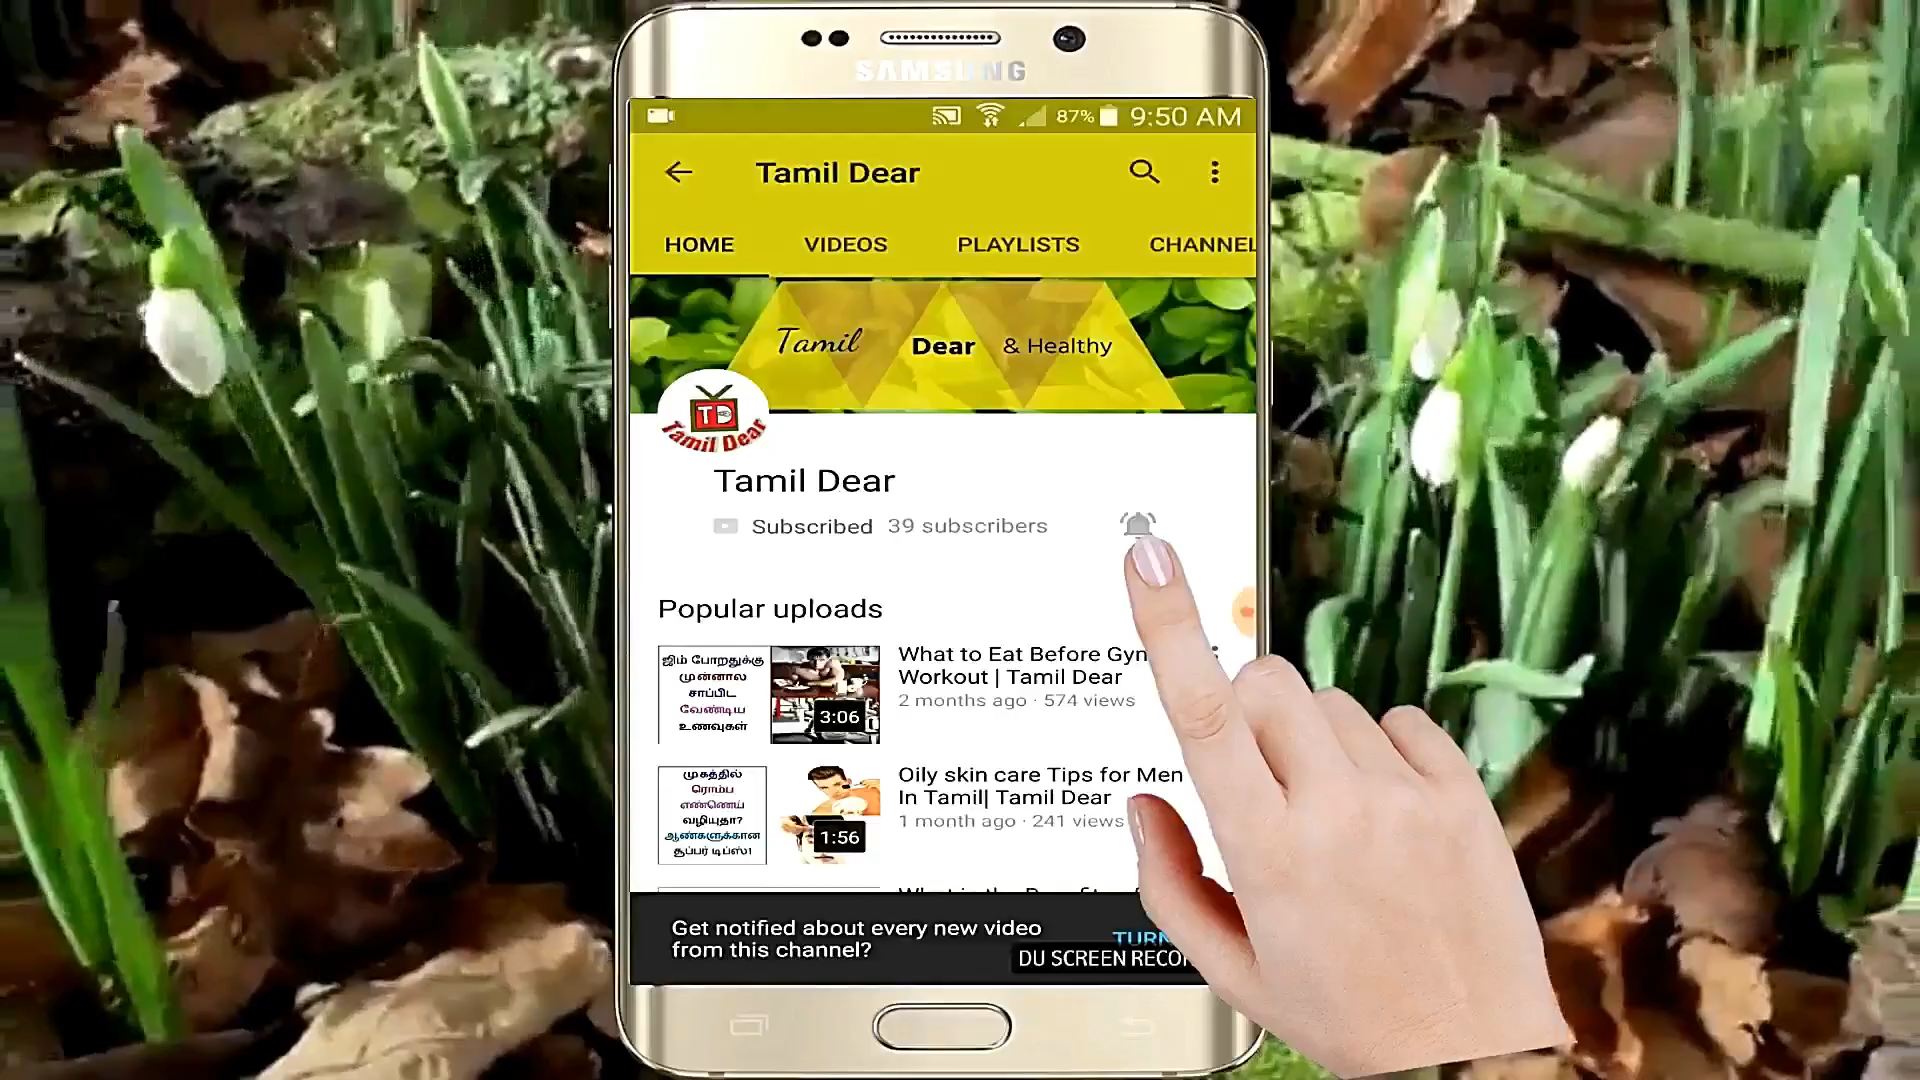 SAMSUNG
87% 9:50 AM
Tamil Dear
HOME VIDEOS PLAYLISTS CHANNEL
Tamil Dear & Healthy
TD
Tamil Dear
Tamil Dear
Subscribed 39 subscribers
Popular uploads
ஜிம் போறதுக்கு
முன்னால
சாப்பிட
வேண்டிய
உணவுகள்
3:06
What to Eat Before Gym
Workout | Tamil Dear
2 months ago · 574 views
முகத்தில்
ரொம்ப
எண்ணெய்
வழியுதா?
ஆண்களுக்கான
சூப்பர் டிப்ஸ்!
1:56
Oily skin care Tips for Men
In Tamil| Tamil Dear
1 month ago · 241 views
Get notified about every new video
from this channel?
TURN
DU SCREEN RECOR